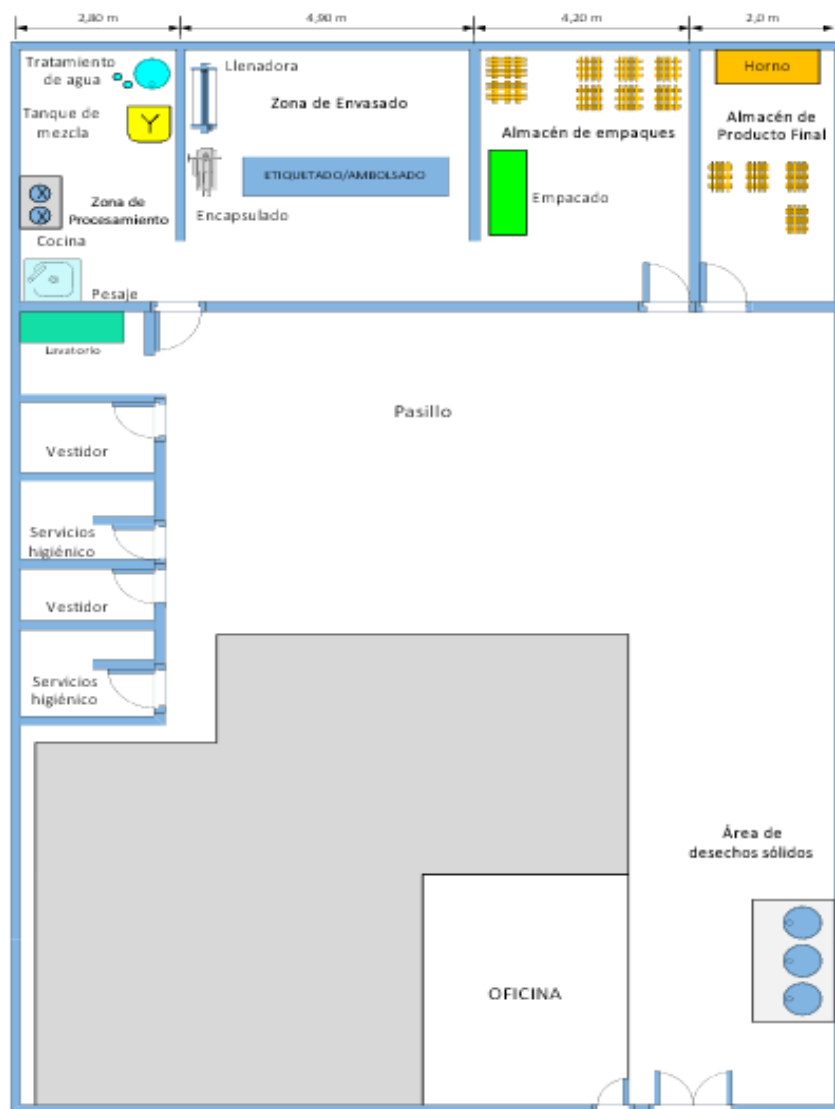 2,80 m
4,90 m
4,20 m
2,0 m
Tratamiento
de agua
Tanque de
mezcla
Zona de
Procesamiento
Cocina
Pesaje
Llenadora
Zona de Envasado
ETIQUETADO/AMBOLSADO
Encapsulado
Almacén de empaques
Empacado
Horno
Almacén de
Producto Final
Lavatorio
Pasillo
Vestidor
Servicios
higiénico
Vestidor
Servicios
higiénico
Área de
desechos sólidos
OFICINA